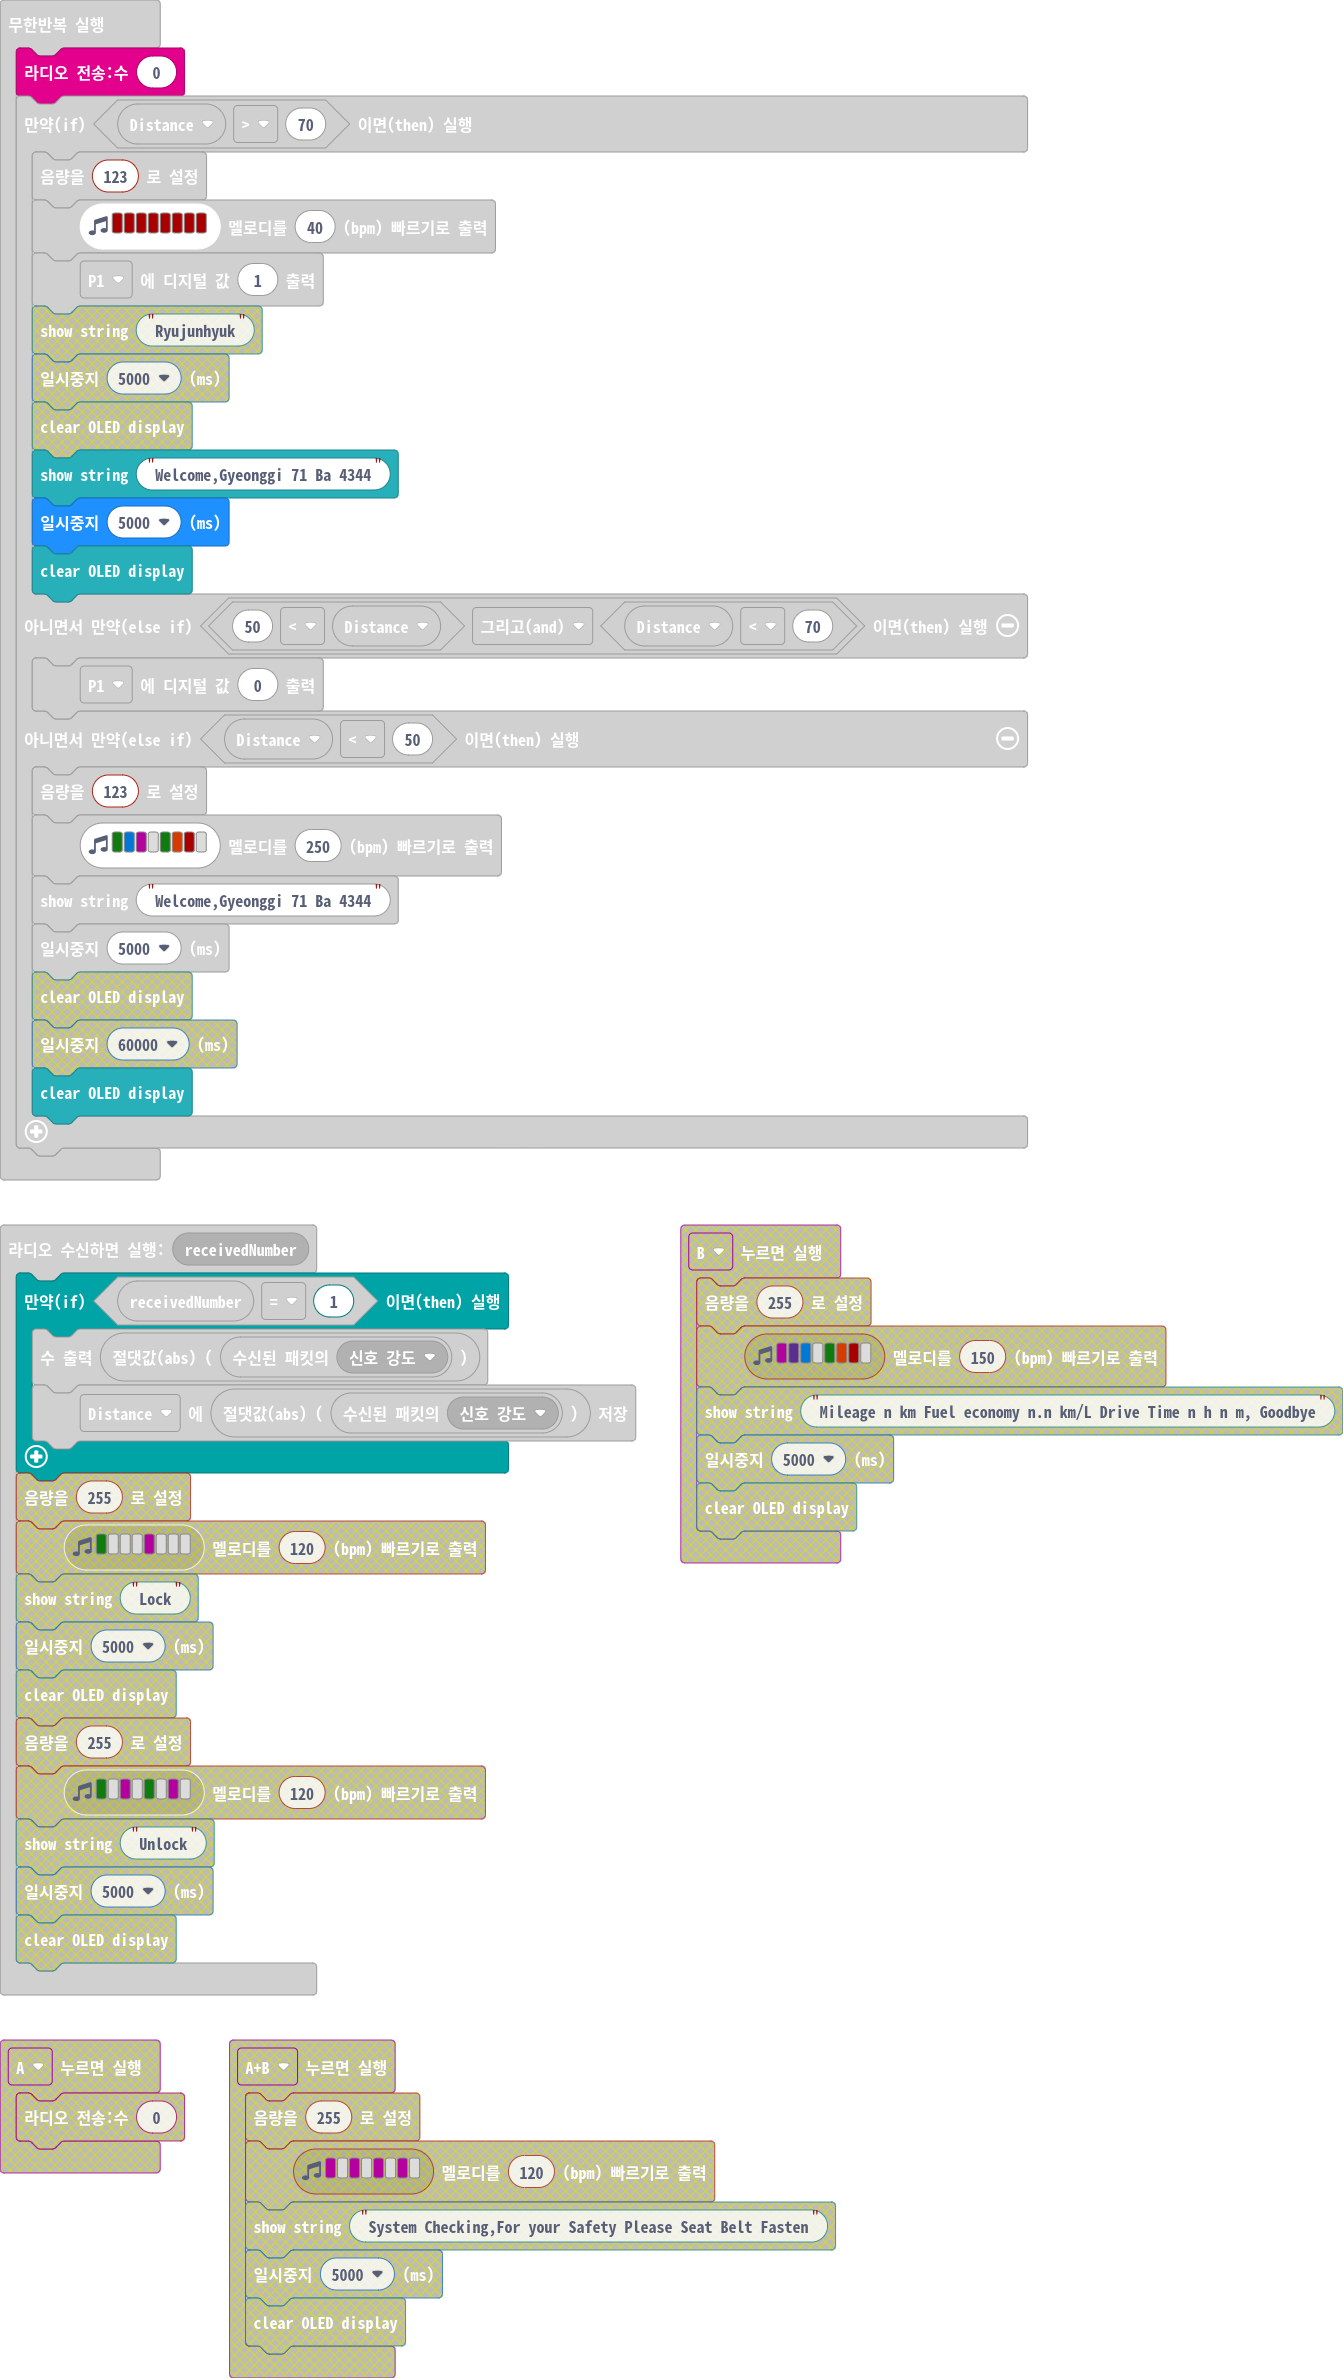 무한반복 실행
라디오 전송:수 0
만약(if) Distance > 70 이면(then) 실행
음량을 123 로 설정
멜로디를 40 (bpm) 빠르기로 출력
P1 에 디지털 값 1 출력
show string "Ryujunhyuk"
일시중지 5000 (ms)
clear OLED display
show string "Welcome,Gyeonggi 71 Ba 4344"
일시중지 5000 (ms)
clear OLED display
아니면서 만약(else if) 50 < Distance 그리고(and) Distance < 70 이면(then) 실행
P1 에 디지털 값 0 출력
아니면서 만약(else if) Distance < 50 이면(then) 실행
음량을 123 로 설정
멜로디를 250 (bpm) 빠르기로 출력
show string "Welcome,Gyeonggi 71 Ba 4344"
일시중지 5000 (ms)
clear OLED display
일시중지 60000 (ms)
clear OLED display
라디오 수신하면 실행: receivedNumber
만약(if) receivedNumber = 1 이면(then) 실행
수 출력 절댓값(abs) ( 수신된 패킷의 신호 강도 )
Distance 에 절댓값(abs) ( 수신된 패킷의 신호 강도 ) 저장
음량을 255 로 설정
멜로디를 120 (bpm) 빠르기로 출력
show string "Lock"
일시중지 5000 (ms)
clear OLED display
음량을 255 로 설정
멜로디를 120 (bpm) 빠르기로 출력
show string "Unlock"
일시중지 5000 (ms)
clear OLED display
B 누르면 실행
음량을 255 로 설정
멜로디를 150 (bpm) 빠르기로 출력
show string "Mileage n km Fuel economy n.n km/L Drive Time n h n m, Goodbye"
일시중지 5000 (ms)
clear OLED display
A 누르면 실행
라디오 전송:수 0
A+B 누르면 실행
음량을 255 로 설정
멜로디를 120 (bpm) 빠르기로 출력
show string "System Checking,For your Safety Please Seat Belt Fasten"
일시중지 5000 (ms)
clear OLED display